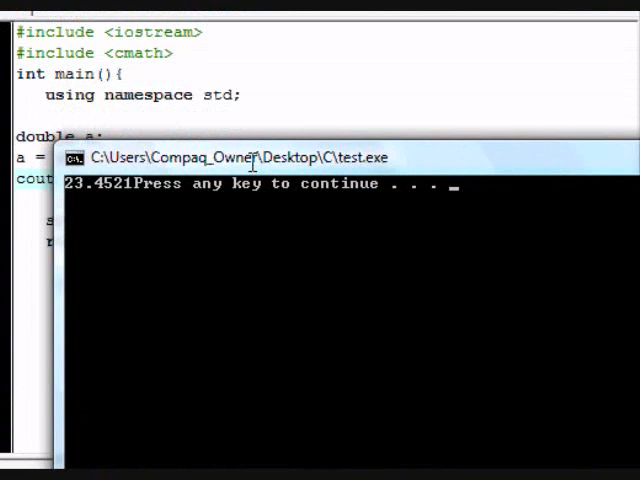 #include <iostream>
#include <cmath>
int main(){
using namespace std;
double a;
a =
C:\Users\Compaq_Owner\Desktop\C\test.exe
cout
23.4521Press any key to continue . . . _
s
r